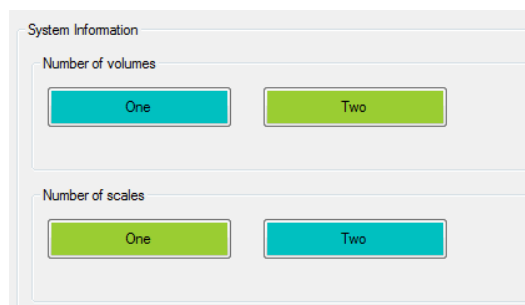 System Information
Number of volumes
One Two
Number of scales
One Two